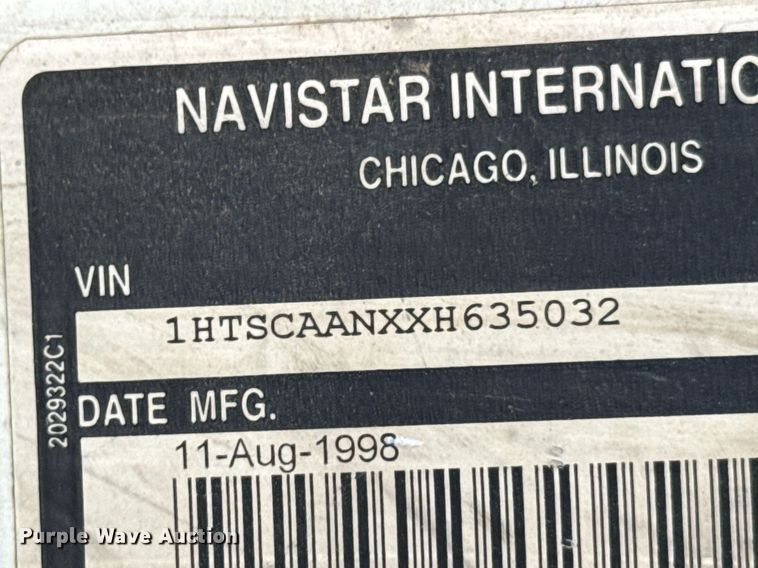 NAVISTAR INTERNATIO
CHICAGO, ILLINOIS
VIN
1HTSCAANXXH635032
2029322C1
DATE MFG.
11-Aug-1998
Purple Wave Auction